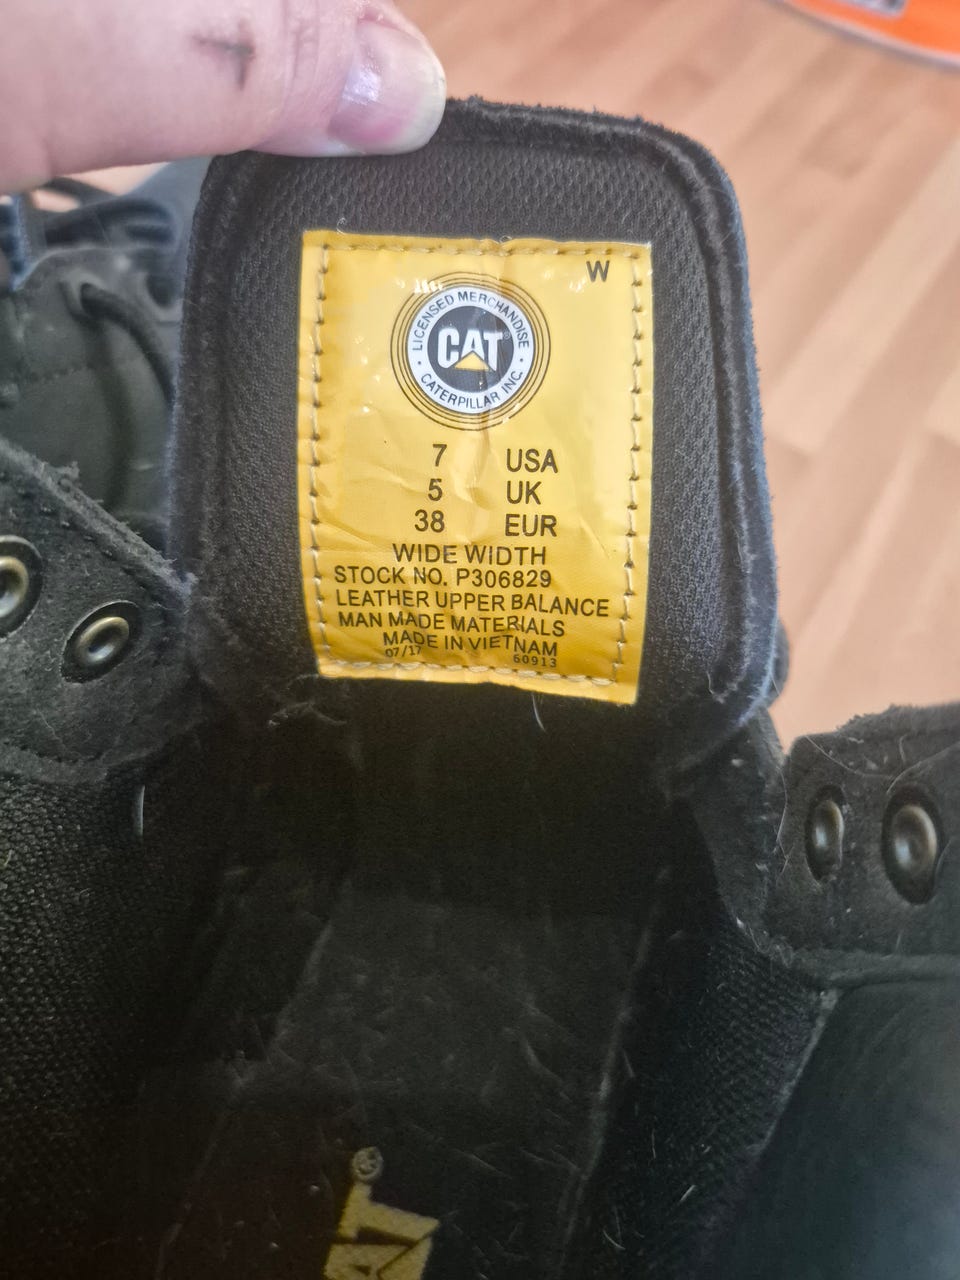 W
LICENSED MERCHANDISE
CAT®
CATERPILLAR INC.
7 USA
5 UK
38 EUR
WIDE WIDTH
STOCK NO. P306829
LEATHER UPPER BALANCE
MAN MADE MATERIALS
MADE IN VIETNAM
07/17 60913